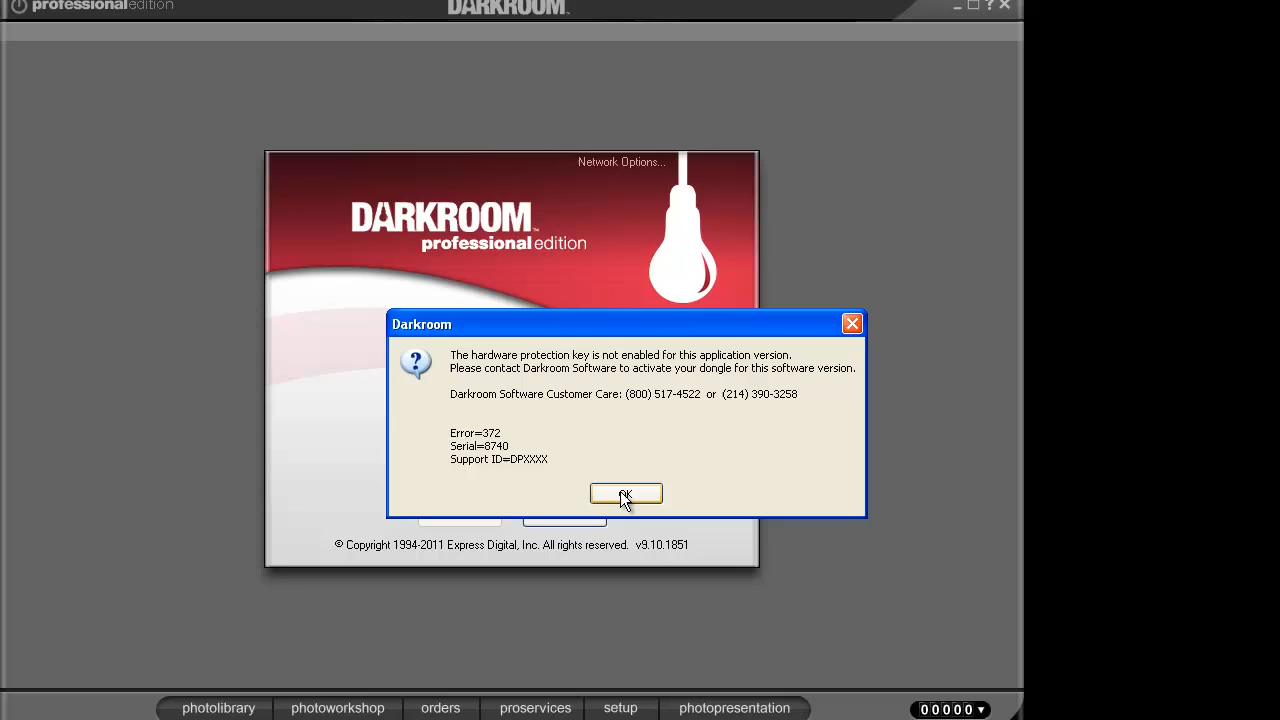 professionaledition
DARKROOM
Network Options...
DARKROOM™
professionaledition
Darkroom
The hardware protection key is not enabled for this application version.
Please contact Darkroom Software to activate your dongle for this software version.
Darkroom Software Customer Care: (800) 517-4522 or (214) 390-3258
Error=372
Serial=8740
Support ID=DPXXXX
OK
© Copyright 1994-2011 Express Digital, Inc. All rights reserved. v9.10.1851
photolibrary photoworkshop orders proservices setup photopresentation 00000